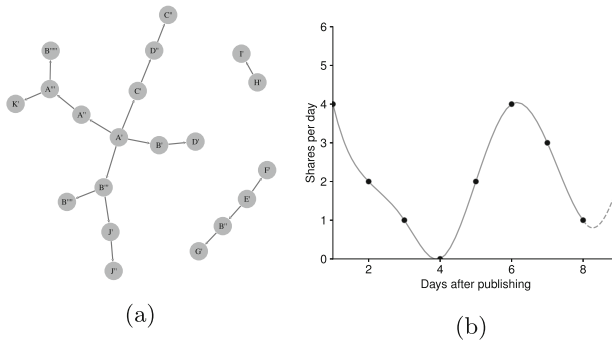 C''
D''
C'
A'''
K'
A''
A'
B'
D'
B'''
J'
J''
I'
H'
F'
E'
B''
G'
(a)
Shares per day
6
5
4
3
2
1
0
2
4
6
8
Days after publishing
(b)